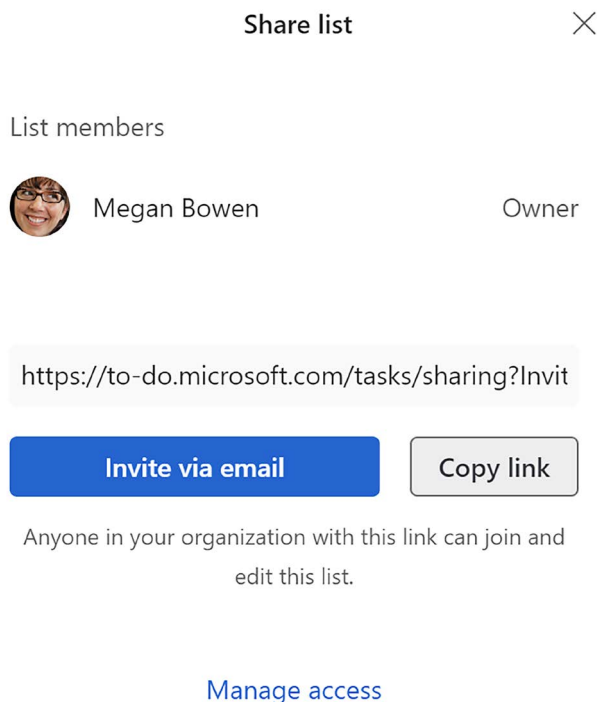 Share list
List members
Megan Bowen Owner
https://to-do.microsoft.com/tasks/sharing?Invit
Invite via email Copy link
Anyone in your organization with this link can join and
edit this list.
Manage access